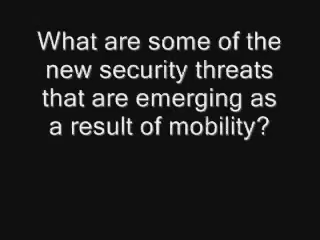 What are some of the
new security threats
that are emerging as
a result of mobility?